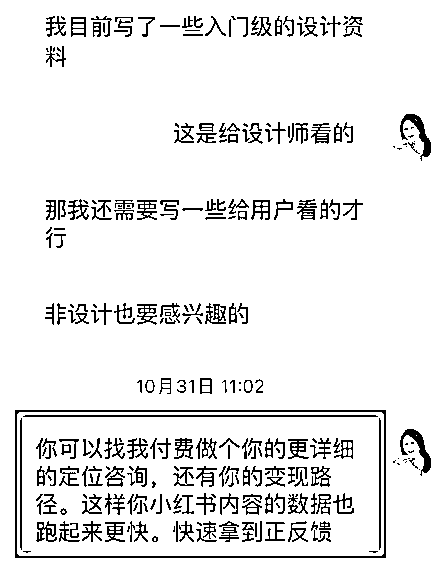 我目前写了一些入门级的设计资
料
这是给设计师看的
那我还需要写一些给用户看的才
行
非设计也要感兴趣的
10月31日 11:02
你可以找我付费做个你的更详细
的定位咨询，还有你的变现路
径。这样你小红书内容的数据也
跑起来更快。快速拿到正反馈